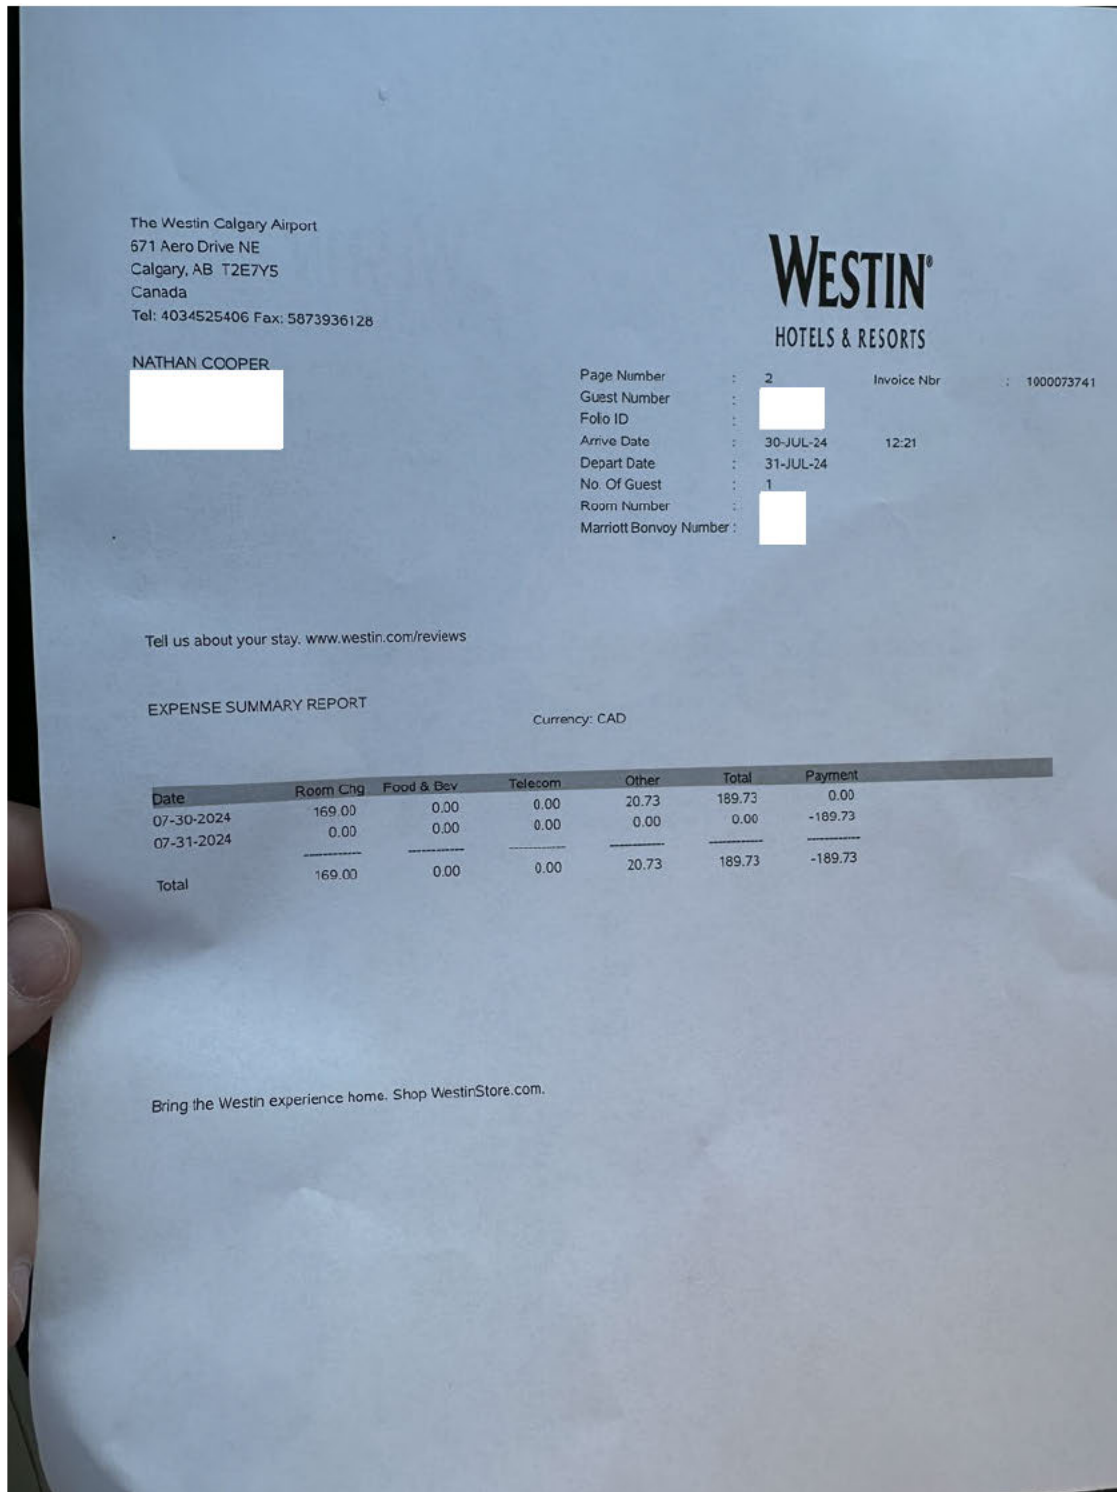 The Westin Calgary Airport
671 Aero Drive NE
Calgary, AB T2E7Y5
Canada
Tel: 4034525406 Fax: 5873936128
WESTIN®
HOTELS & RESORTS
NATHAN COOPER
Page Number : 2 Invoice Nbr : 1000073741
Guest Number :
Folio ID :
Arrive Date : 30-JUL-24 12:21
Depart Date : 31-JUL-24
No. Of Guest : 1
Room Number :
Marriott Bonvoy Number :
Tell us about your stay. www.westin.com/reviews
EXPENSE SUMMARY REPORT
Currency: CAD
Date Room Chg Food & Bev Telecom Other Total Payment
07-30-2024 169.00 0.00 0.00 20.73 189.73 0.00
07-31-2024 0.00 0.00 0.00 0.00 0.00 -189.73
Total 169.00 0.00 0.00 20.73 189.73 -189.73
Bring the Westin experience home. Shop WestinStore.com.